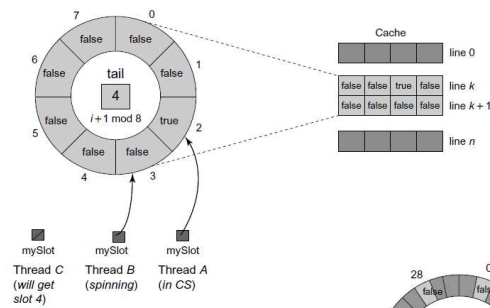 7
0
6
false
false
1
false
tail
false
4
false
i + 1 mod 8
true
5
false
false
2
4
3
Cache
line 0
false false true false
line k
false false false false
line k + 1
line n
mySlot
mySlot
mySlot
Thread C
Thread B
Thread A
(will get
(spinning)
(in CS)
slot 4)
28
0
false